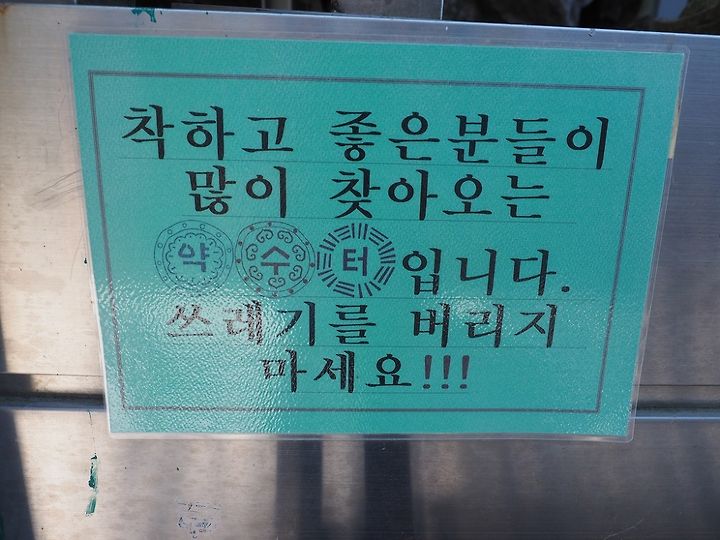 착하고 좋은분들이
많이 찾아오는
약수터입니다.
쓰레기를 버리지
마세요!!!